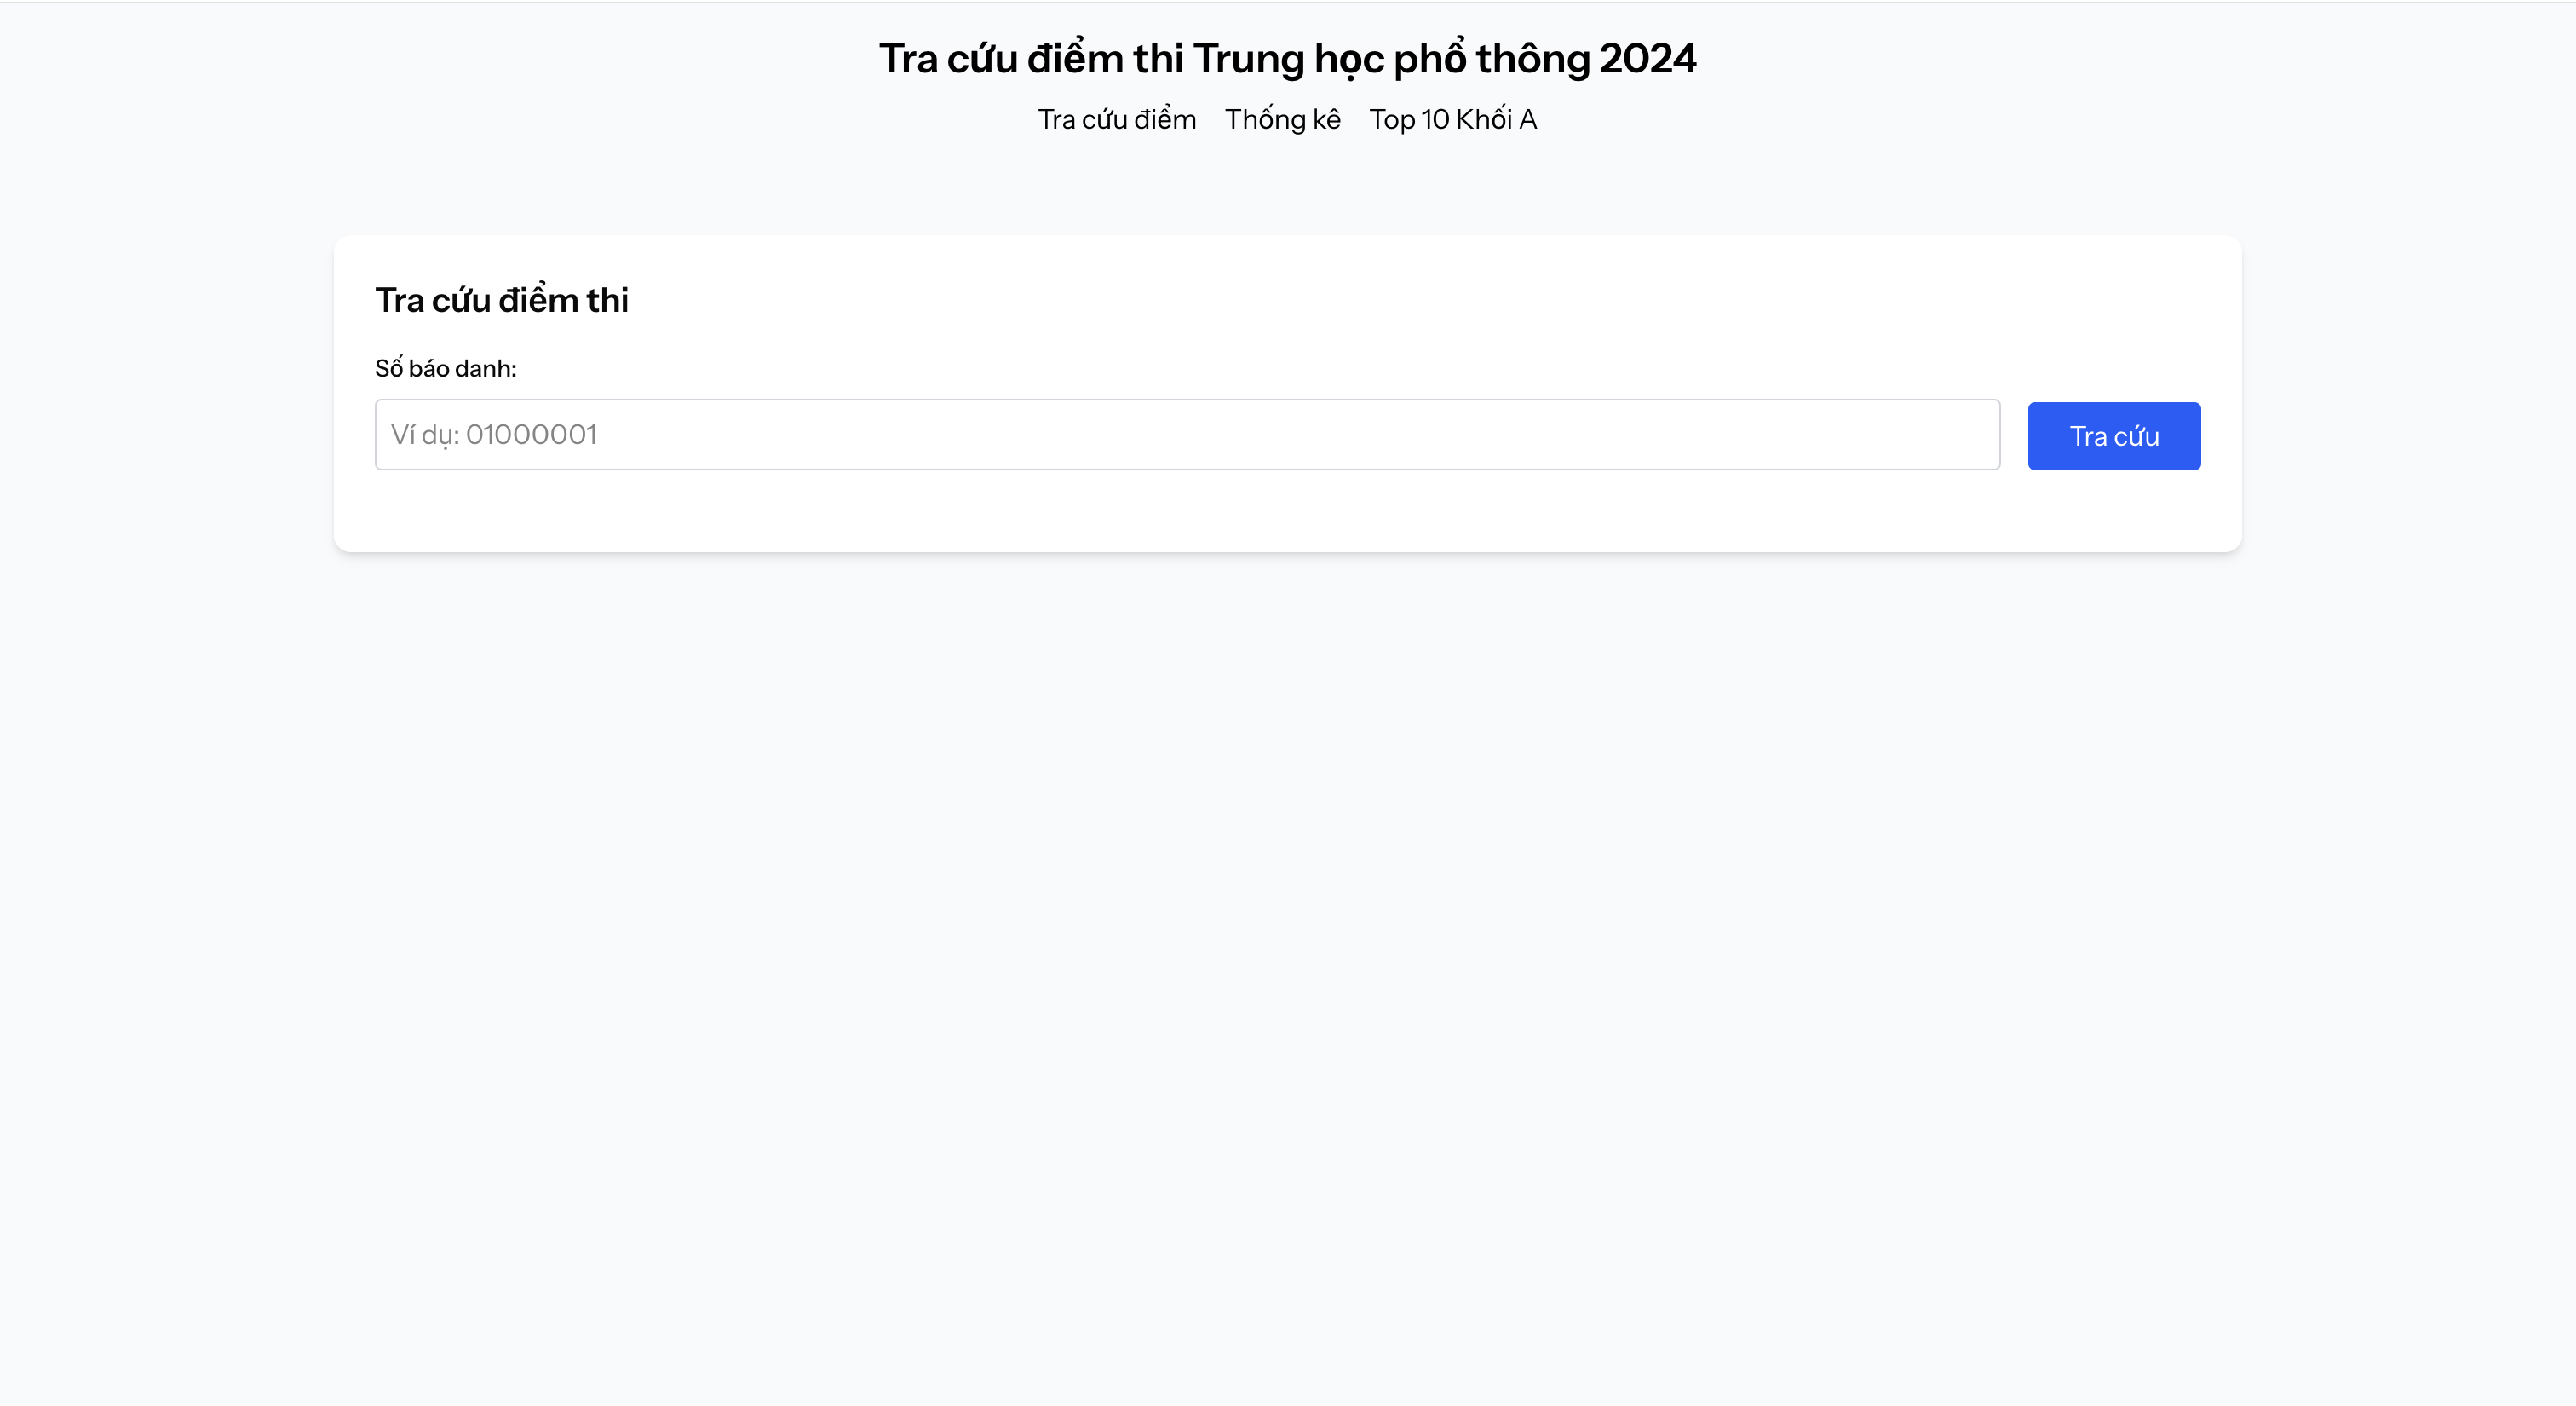 Tra cứu điểm thi Trung học phổ thông 2024
Tra cứu điểm Thống kê Top 10 Khối A
Tra cứu điểm thi
Số báo danh:
Ví dụ: 01000001
Tra cứu